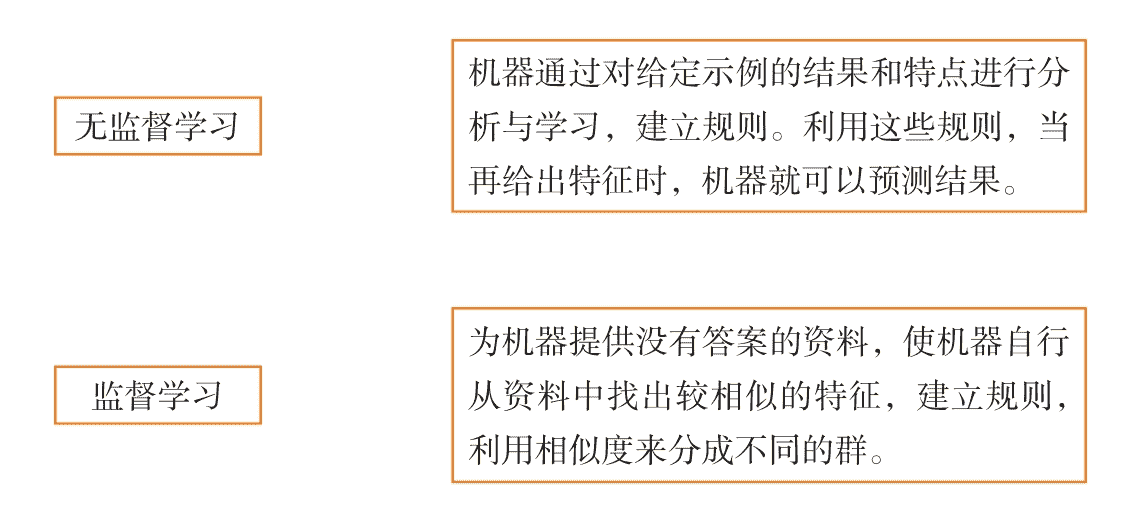 无监督学习
机器通过对给定示例的结果和特点进行分
析与学习，建立规则。利用这些规则，当
再给出特征时，机器就可以预测结果。
监督学习
为机器提供没有答案的资料，使机器自行
从资料中找出较相似的特征，建立规则，
利用相似度来分成不同的群。